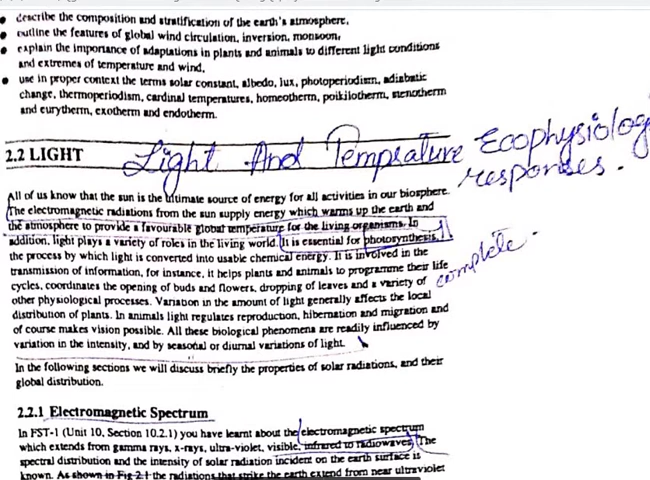 describe the composition and stratification of the earth's atmosphere,
outline the features of global wind circulation, inversion, monsoon,
explain the importance of adaptations in plants and animals to different light conditions
and extremes of temperature and wind,
use in proper context the terms solar constant, albedo, lux, photoperiodism, adiabatic
change, thermoperiodism, cardinal temperatures, homeotherm, poikilotherm, stenotherm
and eurytherm, exotherm and endotherm.
2.2 LIGHT
Light And Tempsature Ecophysiolog
responses.
All of us know that the sun is the ultimate source of energy for all activities in our biosphere.
The electromagnetic radiations from the sun supply energy which warms up the earth and
the atmosphere to provide a favourable global temperature for the living organisms. In
addition, light plays a variety of roles in the living world. It is essential for photosynthesis,
the process by which light is converted into usable chemical energy. It is involved in the
transmission of information, for instance, it helps plants and animals to programme their life
cycles, coordinates the opening of buds and flowers, dropping of leaves and a variety of
complete.
other physiological processes. Variation in the amount of light generally affects the local
distribution of plants. In animals light regulates reproduction, hibernation and migration and
of course makes vision possible. All these biological phenomena are readily influenced by
variation in the intensity, and by seasonal or diurnal variations of light.
In the following sections we will discuss briefly the properties of solar radiations, and their
global distribution.
2.2.1 Electromagnetic Spectrum
In FST-1 (Unit 10, Section 10.2.1) you have learnt about the electromagnetic spectrum
which extends from gamma rays, x-rays, ultra-violet, visible, infrared to radiowaves. The
spectral distribution and the intensity of solar radiation incident on the earth surface is
known. As shown in Fig 2.1 the radiations that strike the earth extend from near ultraviolet